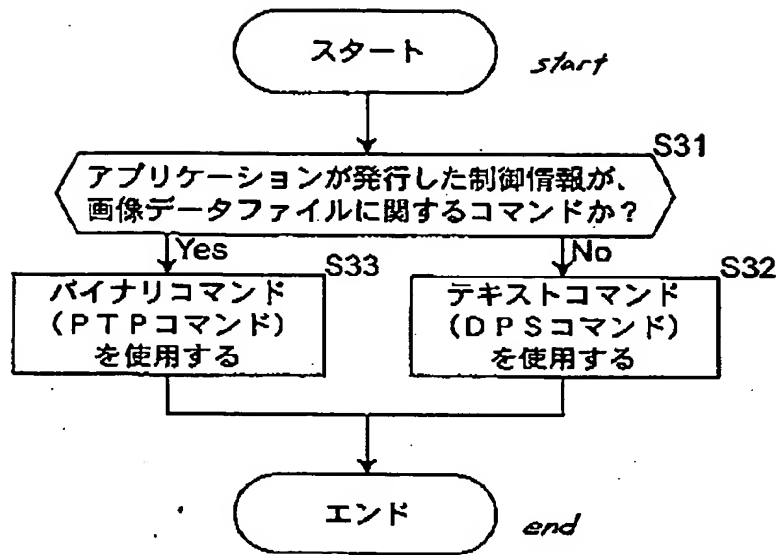 スタート
start
S31
アプリケーションが発行した制御情報が、
画像データファイルに関するコマンドか?
Yes
No
S33
バイナリコマンド
(PTPコマンド)
を使用する
S32
テキストコマンド
(DPSコマンド)
を使用する
エンド
end